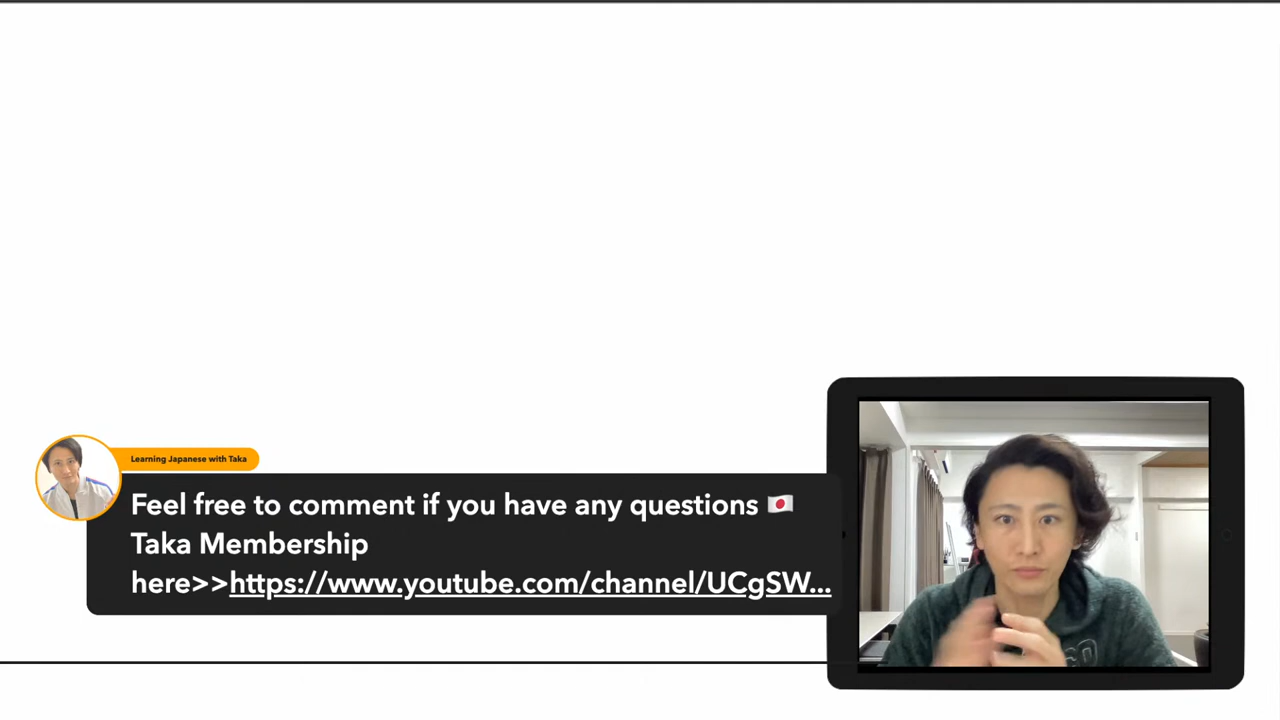 Learning Japanese with Taka
Feel free to comment if you have any questions 🇯🇵
Taka Membership
here>>https://www.youtube.com/channel/UCgSW...